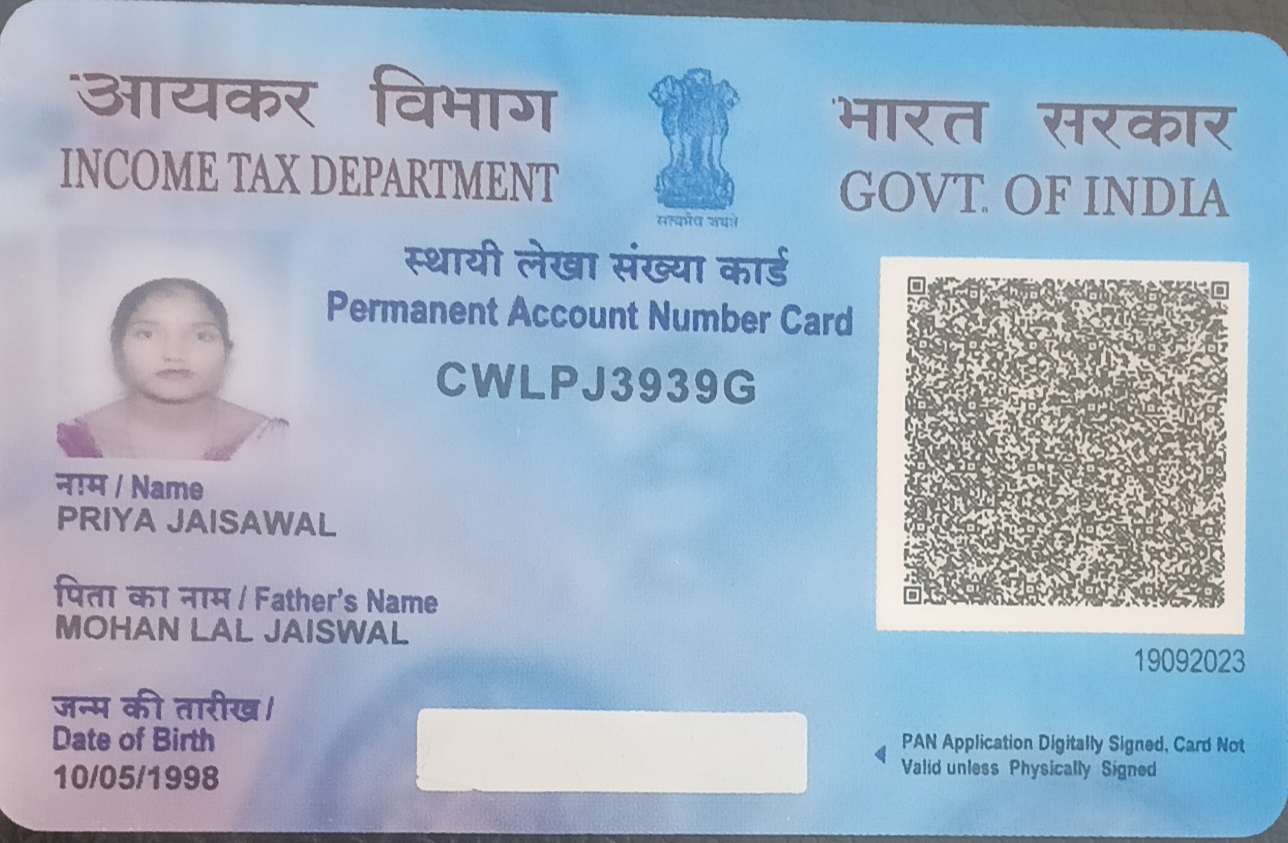 आयकर विभाग
INCOME TAX DEPARTMENT
सत्यमेव जयते
भारत सरकार
GOVT. OF INDIA
स्थायी लेखा संख्या कार्ड
Permanent Account Number Card
CWLPJ3939G
नाम / Name
PRIYA JAISAWAL
पिता का नाम / Father's Name
MOHAN LAL JAISWAL
जन्म की तारीख /
Date of Birth
10/05/1998
19092023
PAN Application Digitally Signed, Card Not
Valid unless Physically Signed